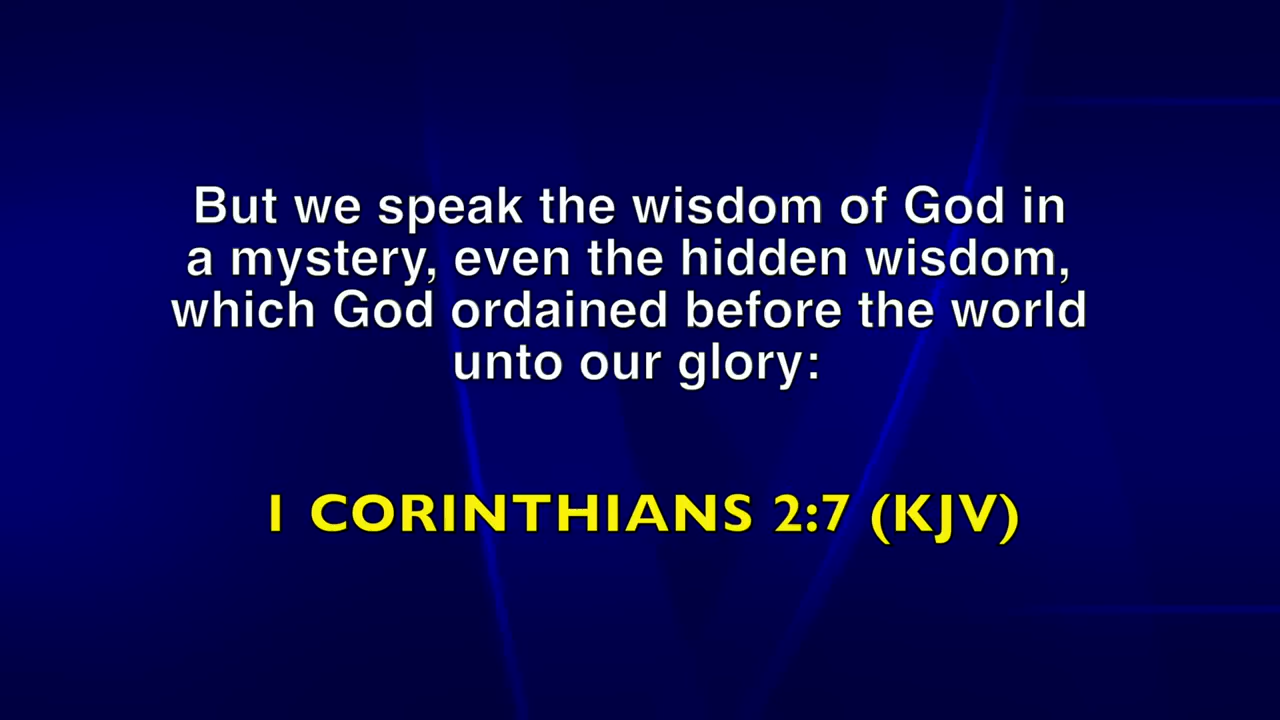 But we speak the wisdom of God in
a mystery, even the hidden wisdom,
which God ordained before the world
unto our glory:
1 CORINTHIANS 2:7 (KJV)